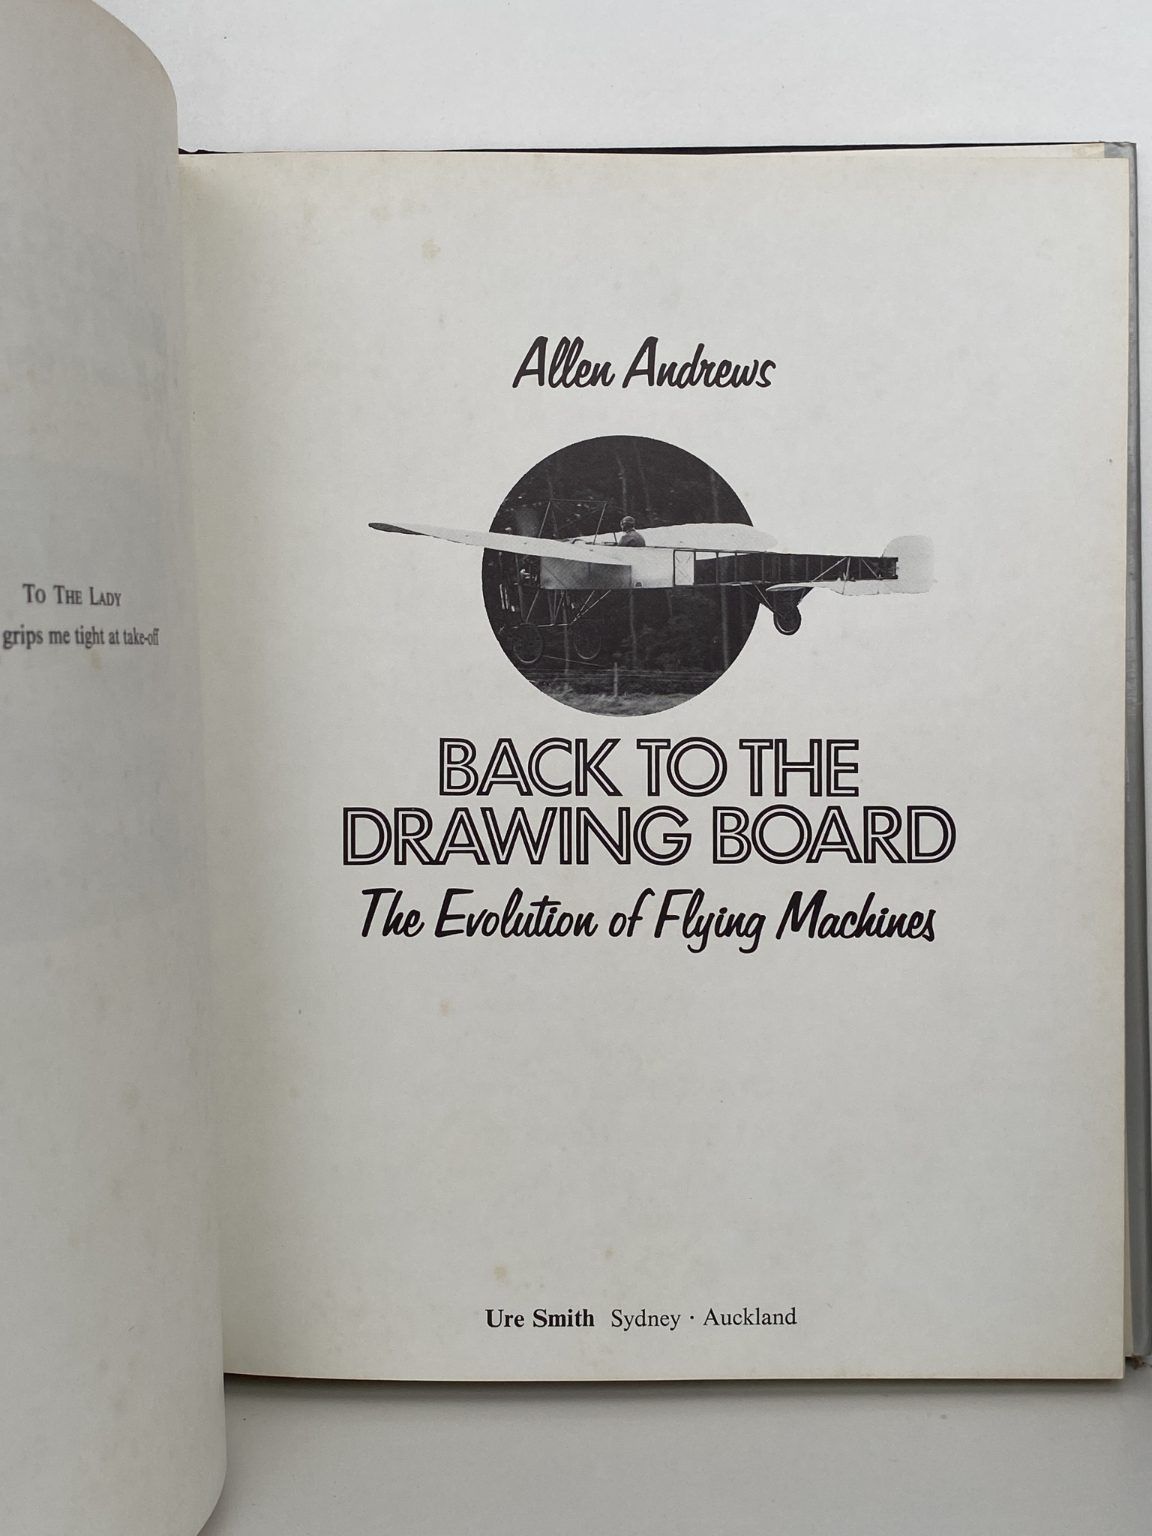 To The Lady
grips me tight at take-off
Allen Andrews
BACK TO THE
DRAWING BOARD
The Evolution of Flying Machines
Ure Smith Sydney · Auckland